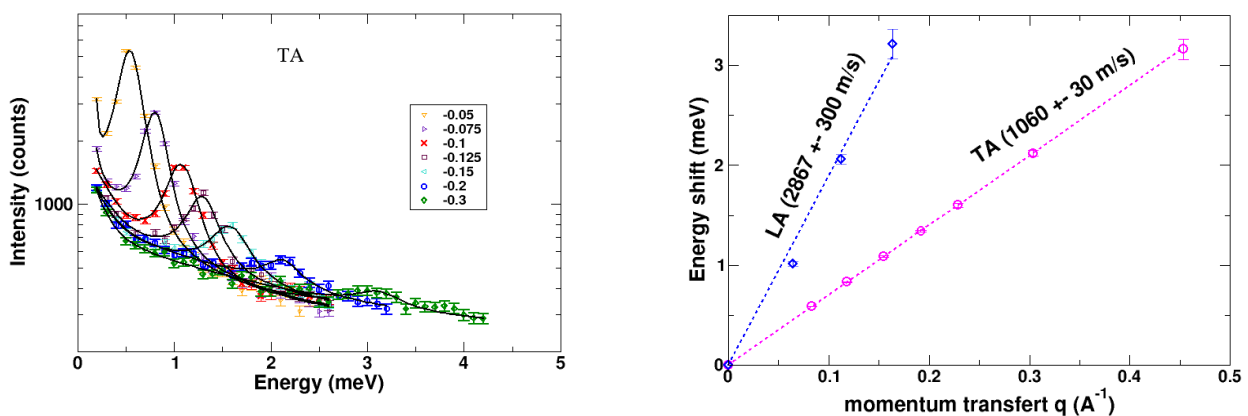 TA
-0.05
-0.075
-0.1
-0.125
-0.15
-0.2
-0.3
1000
Intensity (counts)
0 1 2 3 4 5
Energy (meV)
3
2
1
0
Energy shift (meV)
LA (2867 +- 300 m/s)
TA (1060 +- 30 m/s)
0 0.1 0.2 0.3 0.4 0.5
momentum transfert q (A⁻¹)